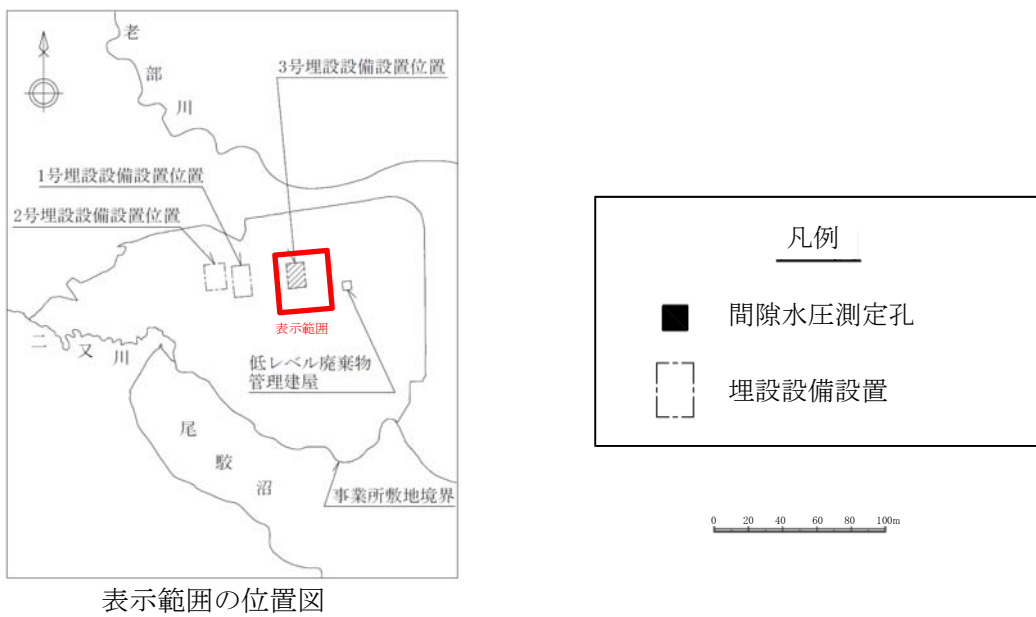 老
部
川
3号埋設設備設置位置
1号埋設設備設置位置
2号埋設設備設置位置
表示範囲
低レベル廃棄物
管理建屋
二
又
川
尾
駮
沼
事業所敷地境界
表示範囲の位置図
凡例
間隙水圧測定孔
埋設設備設置
0 20 40 60 80 100m